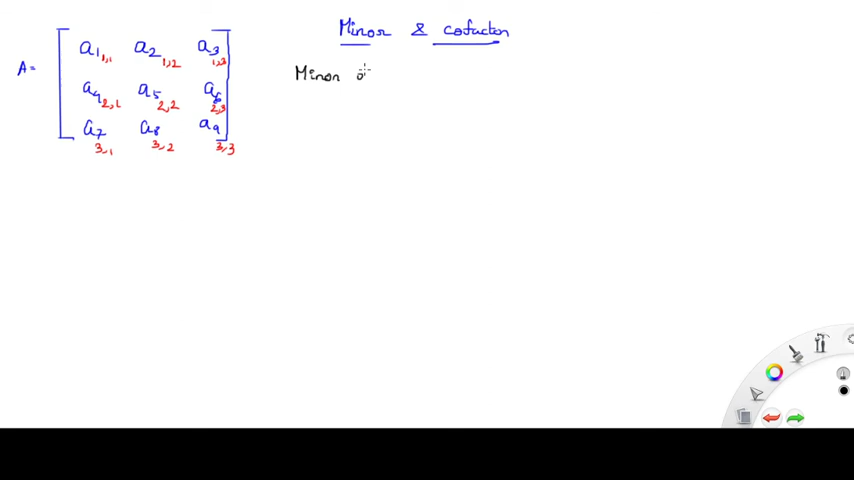 Minor & cofactor
A = [ a1 1,1 a2 1,2 a3 1,3
a4 2,1 a5 2,2 a6 2,3
a7 3,1 a8 3,2 a9 3,3 ]
Minor o